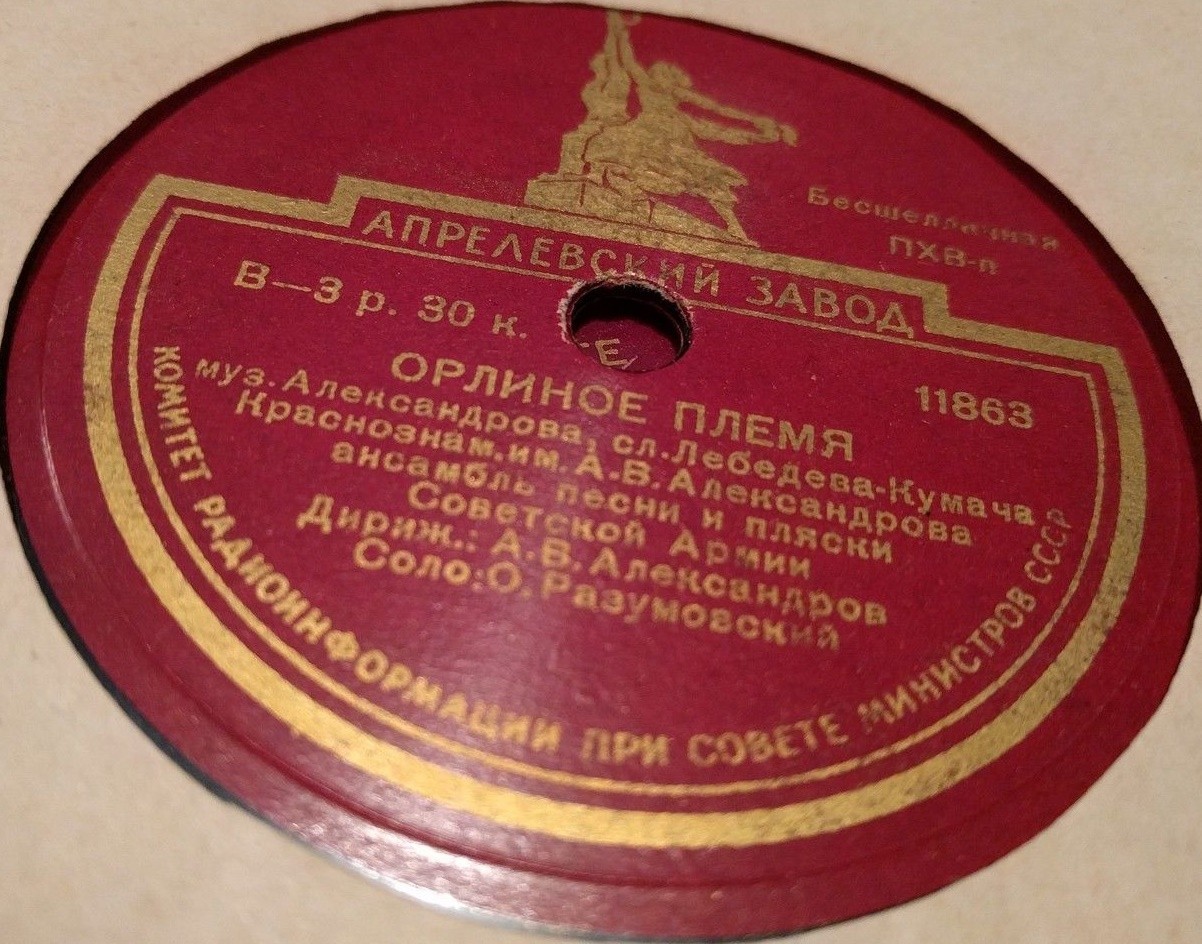 Бесшеллачная
ПХВ-п
АПРЕЛЕВСКИЙ ЗАВОД
В—3 р. 30 к.
11863
ОРЛИНОЕ ПЛЕМЯ
муз. Александрова, сл. Лебедева-Кумача
Краснознам. им. А. В. Александрова
ансамбль песни и пляски
Советской Армии
Дириж.: А. В. Александров
Соло: О. Разумовский
КОМИТЕТ РАДИОИНФОРМАЦИИ ПРИ СОВЕТЕ МИНИСТРОВ СССР